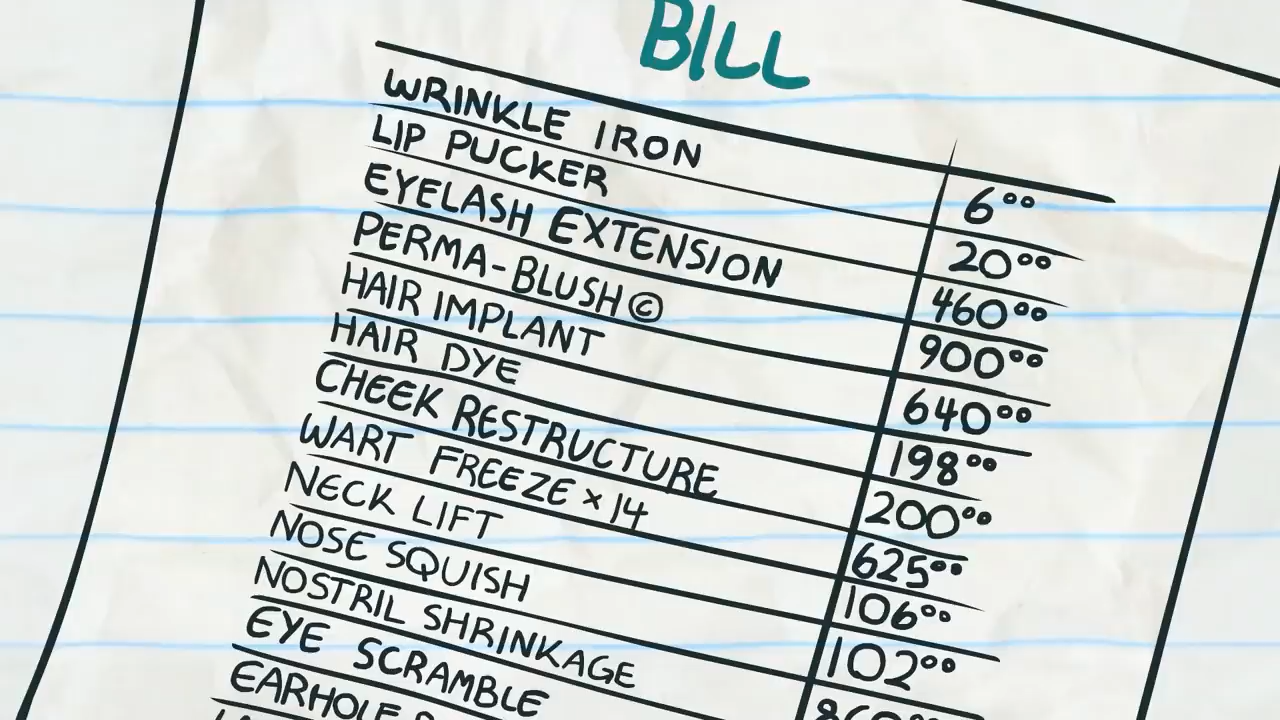 BILL
WRINKLE IRON 6⁰⁰
LIP PUCKER 20⁰⁰
EYELASH EXTENSION 460⁰⁰
PERMA-BLUSH © 900⁰⁰
HAIR IMPLANT 640⁰⁰
HAIR DYE 198⁰⁰
CHEEK RESTRUCTURE 200⁰⁰
WART FREEZE × 14 625⁰⁰
NECK LIFT 106⁰⁰
NOSE SQUISH 102⁰⁰
NOSTRIL SHRINKAGE
EYE SCRAMBLE
EARHOLE